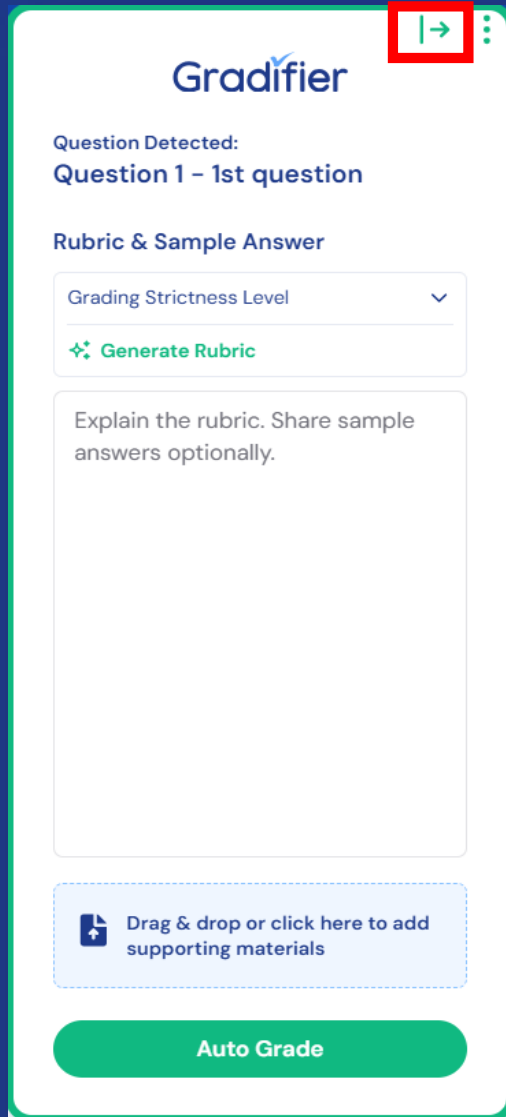 Gradifier
Question Detected:
Question 1 - 1st question
Rubric & Sample Answer
Grading Strictness Level
Generate Rubric
Explain the rubric. Share sample
answers optionally.
Drag & drop or click here to add
supporting materials
Auto Grade